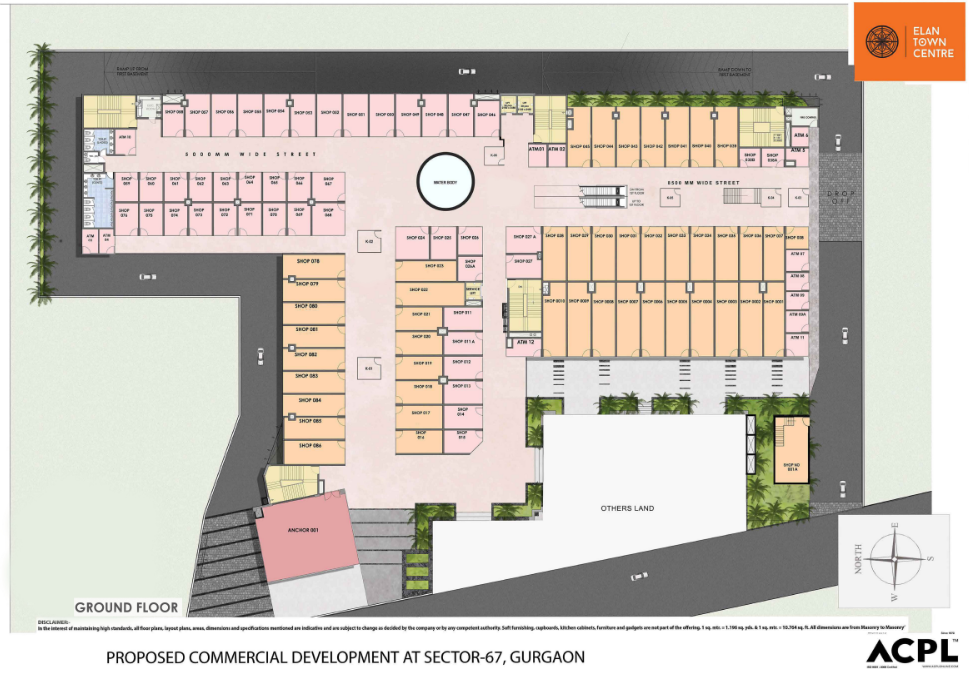 ELAN
TOWN
CENTRE
RAMP UP FROM
FIRST BASEMENT
RAMP DOWN TO
FIRST BASEMENT
SHOP 058
SHOP 057
SHOP 056
SHOP 055
SHOP 054
SHOP 053
SHOP 052
SHOP 051
SHOP 050
SHOP 049
SHOP 048
SHOP 047
SHOP 046
ATM 01
ATM 02
SHOP 045
SHOP 044
SHOP 043
SHOP 042
SHOP 041
SHOP 040
SHOP 039
ATM 6
ATM 5
6000MM WIDE STREET
WATER BODY
8500 MM WIDE STREET
DROP
OFF
SHOP
059
SHOP
060
SHOP
061
SHOP
062
SHOP
063
SHOP
064
SHOP
065
SHOP
066
SHOP
067
SHOP
076
SHOP
075
SHOP
074
SHOP
073
SHOP
072
SHOP
071
SHOP
070
SHOP
069
SHOP
068
K-02
K-01
SHOP 024
SHOP 025
SHOP 026
SHOP
026A
SHOP 027 A
SHOP 027
SHOP 028
SHOP 029
SHOP 030
SHOP 031
SHOP 032
SHOP 033
SHOP 034
SHOP 035
SHOP 036
SHOP 037
SHOP 038
ATM 07
ATM 08
ATM 09
ATM 11
ATM 12
SHOP 078
SHOP 079
SHOP 080
SHOP 081
SHOP 082
SHOP 083
SHOP 084
SHOP 085
SHOP 086
SHOP 023
SHOP 022
SERVICE
LIFT
SHOP 021
SHOP 011
SHOP 020
SHOP 011 A
SHOP 019
SHOP 012
SHOP 018
SHOP 017
SHOP
014
SHOP
016
SHOP
015
SHOP 0010
SHOP 0009
SHOP 0008
SHOP 0007
SHOP 0006
SHOP 0005
SHOP 0004
SHOP 0003
SHOP 0002
SHOP 0001
SHOP NO
001A
OTHERS LAND
ANCHOR 001
NORTH
E
S
W
GROUND FLOOR
DISCLAIMER:-
In the interest of maintaining high standards, all floor plans, layout plans, areas, dimensions and specifications mentioned are indicative and are subject to change as decided by the company or by any competent authority. Soft furnishing, cupboards, kitchen cabinets, furniture and gadgets are not part of the offering. 1 sq. mtr. = 1.196 sq. yds. & 1 sq. mtr. = 10.764 sq. ft. All dimensions are from Masonry to Masonry
PROPOSED COMMERCIAL DEVELOPMENT AT SECTOR-67, GURGAON
ACPL
TM